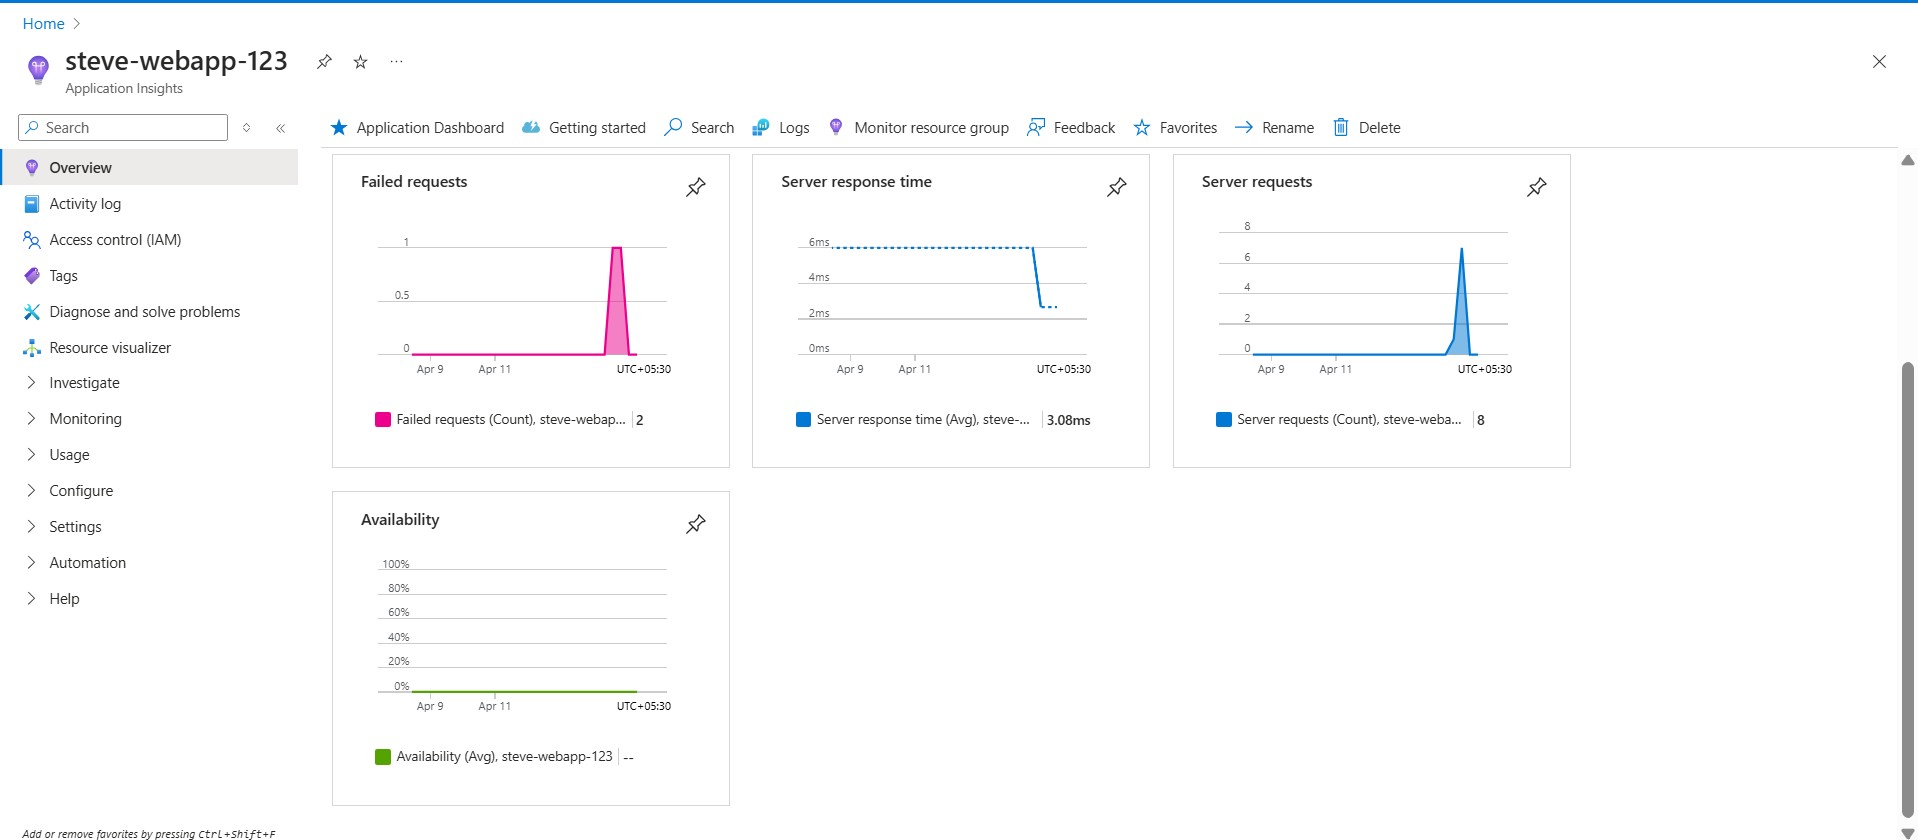 Home
steve-webapp-123
Application Insights
Search
Application Dashboard
Getting started
Search
Logs
Monitor resource group
Feedback
Favorites
Rename
Delete
Overview
Activity log
Access control (IAM)
Tags
Diagnose and solve problems
Resource visualizer
Investigate
Monitoring
Usage
Configure
Settings
Automation
Help
Failed requests
1
0.5
0
Apr 9 Apr 11 UTC+05:30
Failed requests (Count), steve-webap... 2
Server response time
6ms
4ms
2ms
0ms
Apr 9 Apr 11 UTC+05:30
Server response time (Avg), steve-... 3.08ms
Server requests
8
6
4
2
0
Apr 9 Apr 11 UTC+05:30
Server requests (Count), steve-weba... 8
Availability
100%
80%
60%
40%
20%
0%
Apr 9 Apr 11 UTC+05:30
Availability (Avg), steve-webapp-123 --
Add or remove favorites by pressing Ctrl+Shift+F